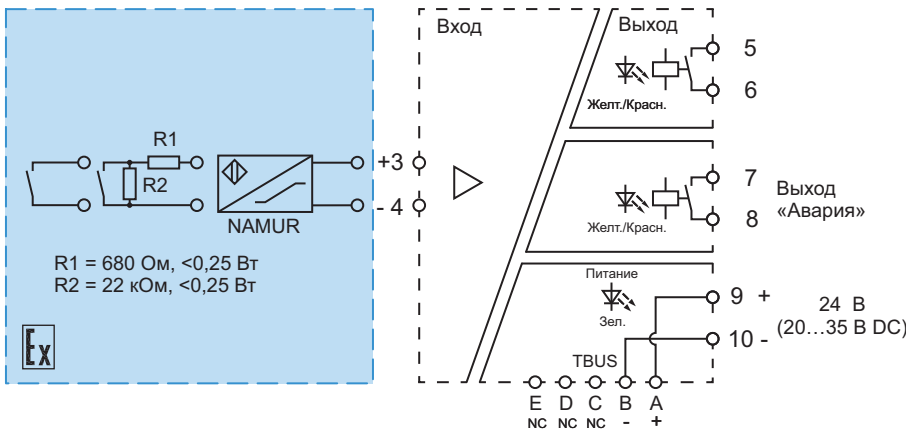 Вход
Выход
5
6
Желт./Красн.
R1
R2
+3
- 4
NAMUR
7
8
Выход
«Авария»
Желт./Красн.
R1 = 680 Ом, <0,25 Вт
R2 = 22 кОм, <0,25 Вт
Питание
Зел.
9 +
10 -
24 В
(20...35 В DC)
Ex
TBUS
E D C B A
NC NC NC - +